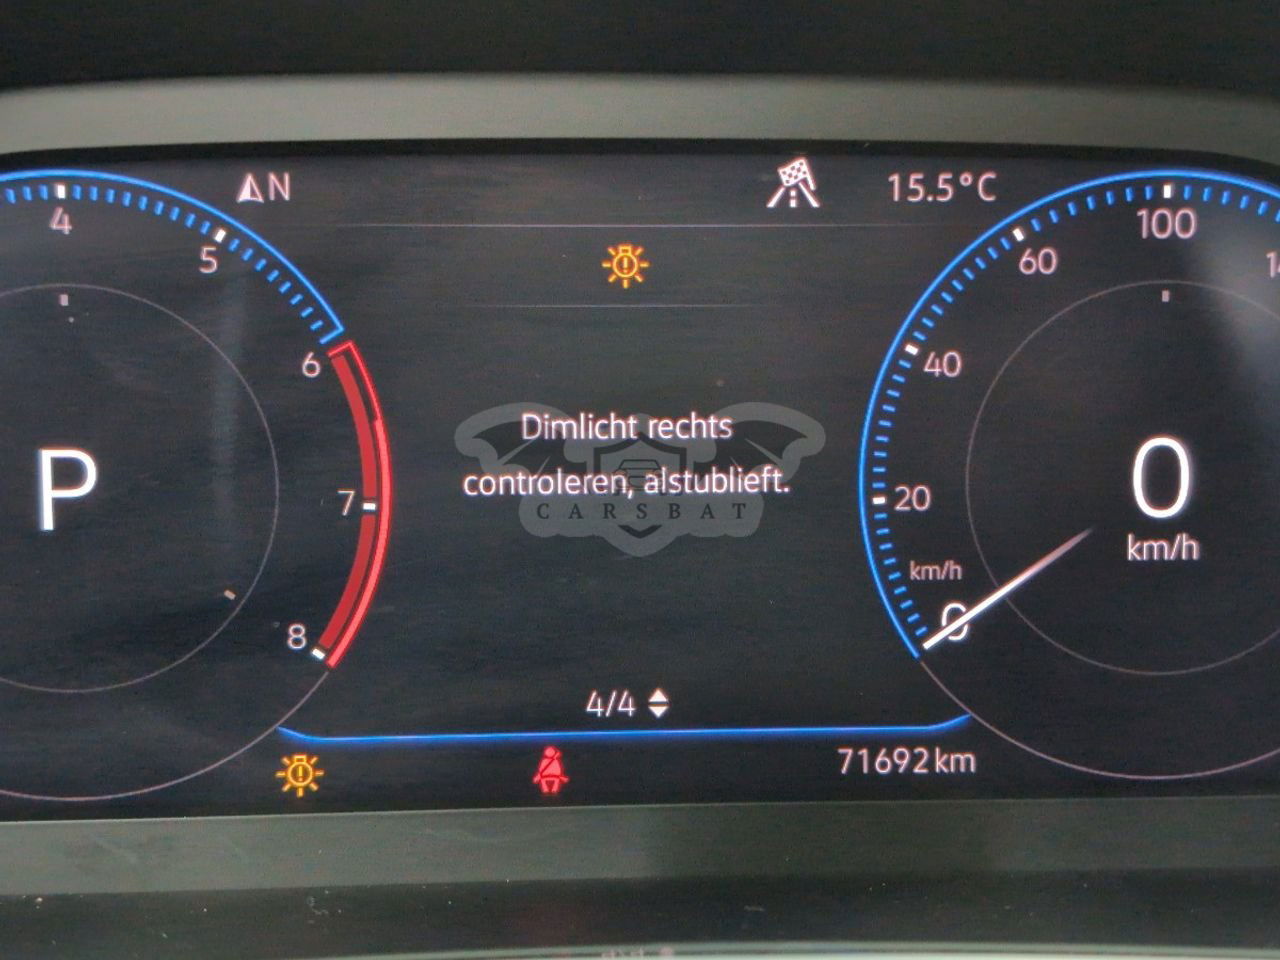 N
15.5°C
4
5
6
7
8
P
Dimlicht rechts
controleren, alstublieft.
CARSBAT
4/4
71692 km
100
60
40
20
km/h
0
0
km/h